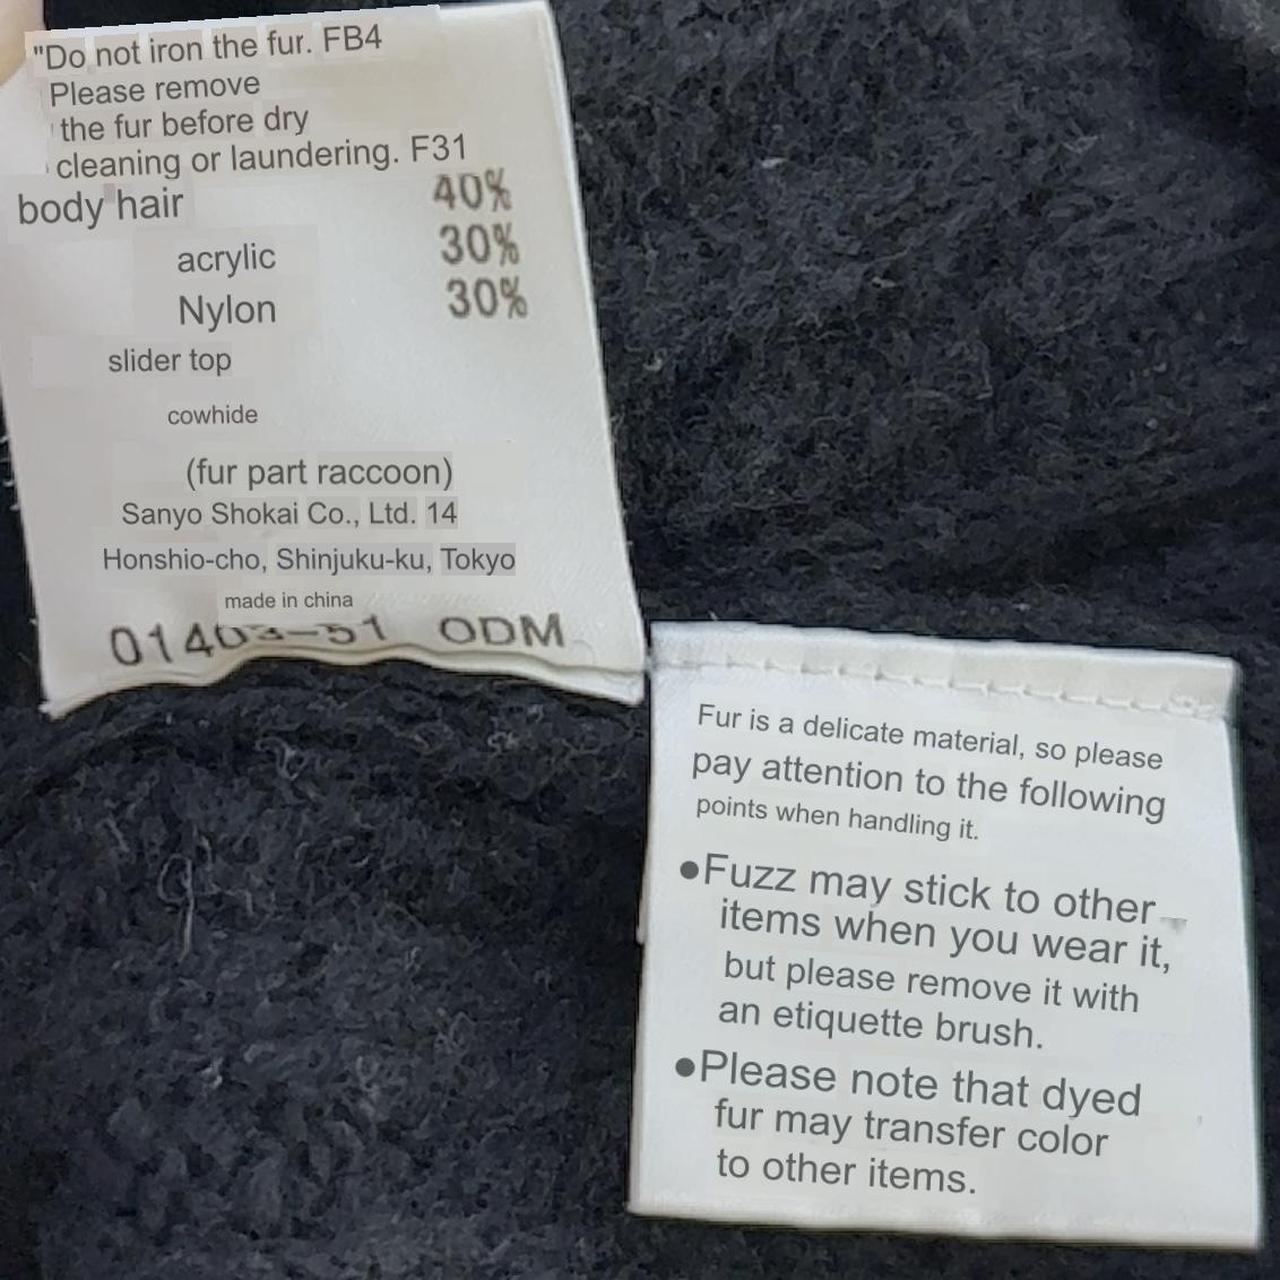 "Do not iron the fur. FB4
Please remove
the fur before dry
cleaning or laundering. F31
body hair 40%
acrylic 30%
Nylon 30%
slider top
cowhide
(fur part raccoon)
Sanyo Shokai Co., Ltd. 14
Honshio-cho, Shinjuku-ku, Tokyo
made in china
01403-51 ODM
Fur is a delicate material, so please
pay attention to the following
points when handling it.
●Fuzz may stick to other
items when you wear it,
but please remove it with
an etiquette brush.
●Please note that dyed
fur may transfer color
to other items.